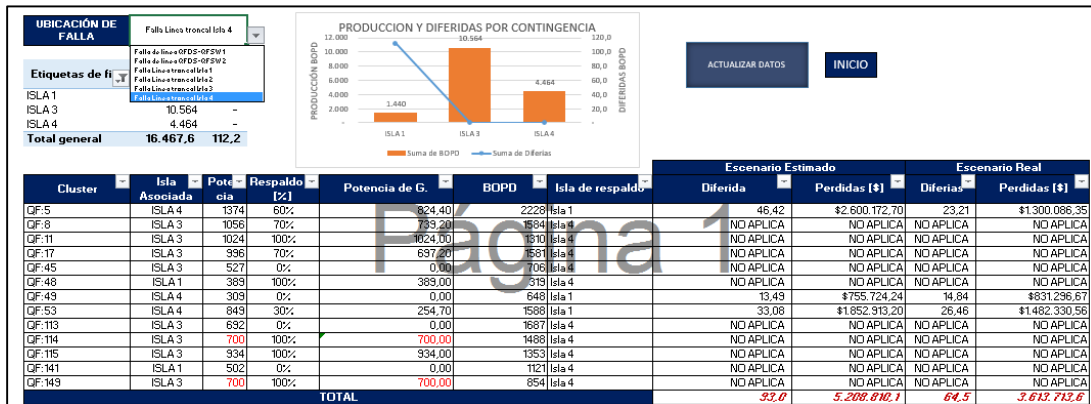 UBICACIÓN DE FALLA
Falla Linea troncal Isla 4
Falla de linea QFDS-QFSW1
Falla de linea QFDS-QFSW2
Falla Linea troncal Isla 1
Falla Linea troncal Isla 2
Falla Linea troncal Isla 3
Falla Linea troncal Isla 4
Etiquetas de fi
ISLA 1
ISLA 3 10.564 -
ISLA 4 4.464 -
Total general 16.467,6 112,2
PRODUCCION Y DIFERIDAS POR CONTINGENCIA
PRODUCCIÓN BOPD
12.000
10.000
8.000
6.000
4.000
2.000
-
1.440
10.564
4.464
120,0
100,0
80,0
60,0
40,0
20,0
-
DIFERIDAS BOPD
ISLA 1 ISLA 3 ISLA 4
Suma de BOPD Suma de Diferias
ACTUALIZAR DATOS
INICIO
Escenario Estimado Escenario Real
Cluster Isla Asociada Potencia Respaldo [%] Potencia de G. BOPD Isla de respaldo Diferida Perdidas [$] Diferias Perdidas [$]
QF:5 ISLA 4 1374 60% 824,40 2228 Isla 1 46,42 $2.600.172,70 23,21 $1.300.086,35
QF:8 ISLA 3 1056 70% 739,20 1584 Isla 4 NO APLICA NO APLICA NO APLICA NO APLICA
QF:11 ISLA 3 1024 100% 1024,00 1310 Isla 4 NO APLICA NO APLICA NO APLICA NO APLICA
QF:17 ISLA 3 996 70% 697,20 1581 Isla 4 NO APLICA NO APLICA NO APLICA NO APLICA
QF:45 ISLA 3 527 0% 0,00 706 Isla 4 NO APLICA NO APLICA NO APLICA NO APLICA
QF:48 ISLA 1 389 100% 389,00 319 Isla 4 NO APLICA NO APLICA NO APLICA NO APLICA
QF:49 ISLA 4 309 0% 0,00 648 Isla 1 13,49 $755.724,24 14,84 $831.296,67
QF:53 ISLA 4 849 30% 254,70 1588 Isla 1 33,08 $1.852.913,20 26,46 $1.482.330,56
QF:113 ISLA 3 692 0% 0,00 1687 Isla 4 NO APLICA NO APLICA NO APLICA NO APLICA
QF:114 ISLA 3 700 100% 700,00 1488 Isla 4 NO APLICA NO APLICA NO APLICA NO APLICA
QF:115 ISLA 3 934 100% 934,00 1353 Isla 4 NO APLICA NO APLICA NO APLICA NO APLICA
QF:141 ISLA 1 502 0% 0,00 1121 Isla 4 NO APLICA NO APLICA NO APLICA NO APLICA
QF:149 ISLA 3 700 100% 700,00 854 Isla 4 NO APLICA NO APLICA NO APLICA NO APLICA
TOTAL 93,0 5.208.810,1 64,5 3.613.713,6
Página 1